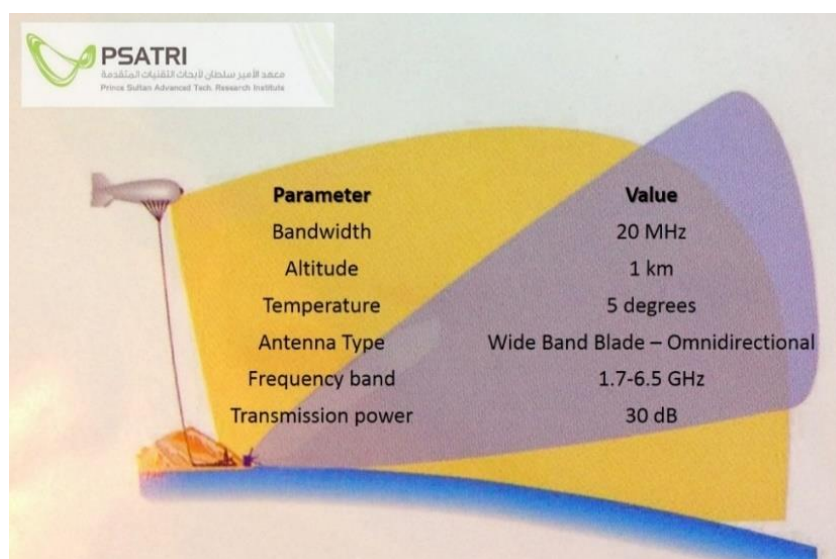 PSATRI
معهد الأمير سلطان لأبحاث التقنيات المتقدمة
Prince Sultan Advanced Tech. Research Institute
Parameter Value
Bandwidth 20 MHz
Altitude 1 km
Temperature 5 degrees
Antenna Type Wide Band Blade – Omnidirectional
Frequency band 1.7-6.5 GHz
Transmission power 30 dB